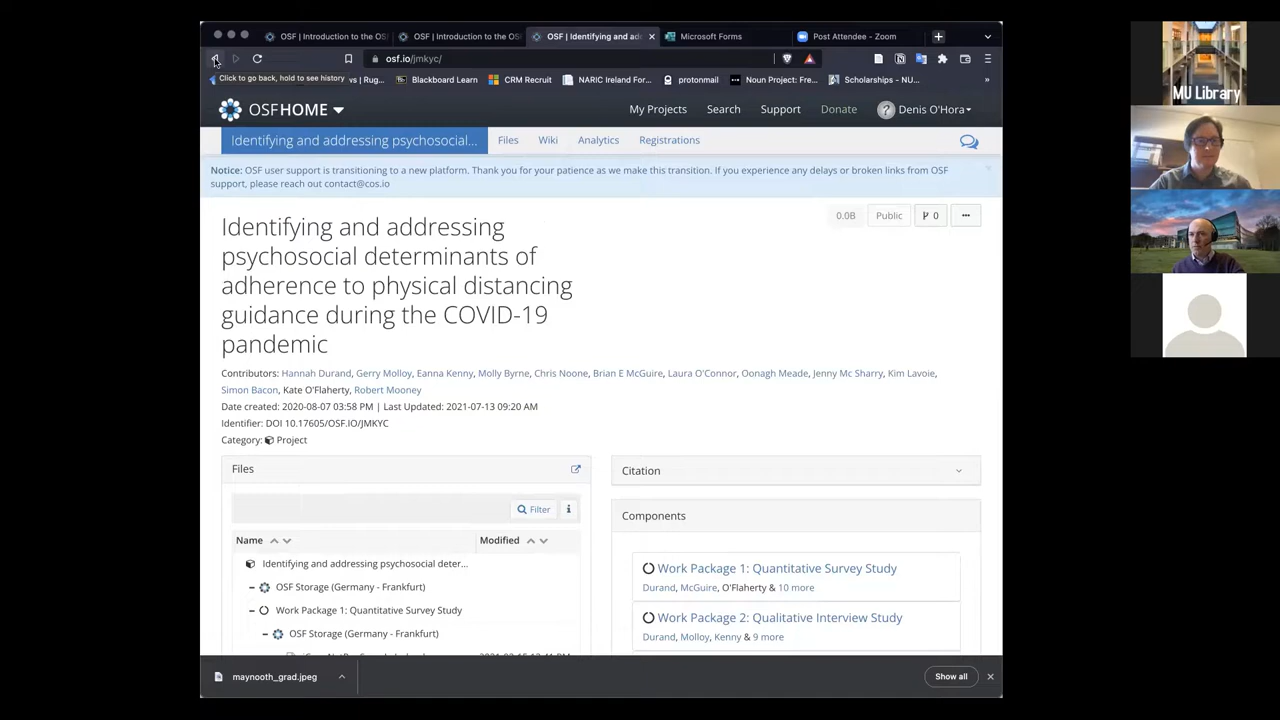 OSF | Introduction to the OS
OSF | Introduction to the OS
OSF | Identifying and ad
Microsoft Forms
Post Attendee - Zoom
osf.io/jmkyc/
Click to go back, hold to see history
Blackboard Learn
CRM Recruit
NARIC Ireland For...
protonmail
Noun Project: Fre...
Scholarships - NU...
»
OSFHOME
My Projects
Search
Support
Donate
Denis O'Hora
Identifying and addressing psychosocial...
Files
Wiki
Analytics
Registrations
Notice: OSF user support is transitioning to a new platform. Thank you for your patience as we make this transition. If you experience any delays or broken links from OSF
support, please reach out contact@cos.io
0.0B
Public
0
Identifying and addressing
psychosocial determinants of
adherence to physical distancing
guidance during the COVID-19
pandemic
Contributors: Hannah Durand, Gerry Molloy, Eanna Kenny, Molly Byrne, Chris Noone, Brian E McGuire, Laura O'Connor, Oonagh Meade, Jenny Mc Sharry, Kim Lavoie,
Simon Bacon, Kate O'Flaherty, Robert Mooney
Date created: 2020-08-07 03:58 PM | Last Updated: 2021-07-13 09:20 AM
Identifier: DOI 10.17605/OSF.IO/JMKYC
Category: Project
Files
Filter
Name
Modified
Identifying and addressing psychosocial deter...
OSF Storage (Germany - Frankfurt)
Work Package 1: Quantitative Survey Study
OSF Storage (Germany - Frankfurt)
Citation
Components
Work Package 1: Quantitative Survey Study
Durand, McGuire, O'Flaherty & 10 more
Work Package 2: Qualitative Interview Study
Durand, Molloy, Kenny & 9 more
maynooth_grad.jpeg
Show all
MU Library